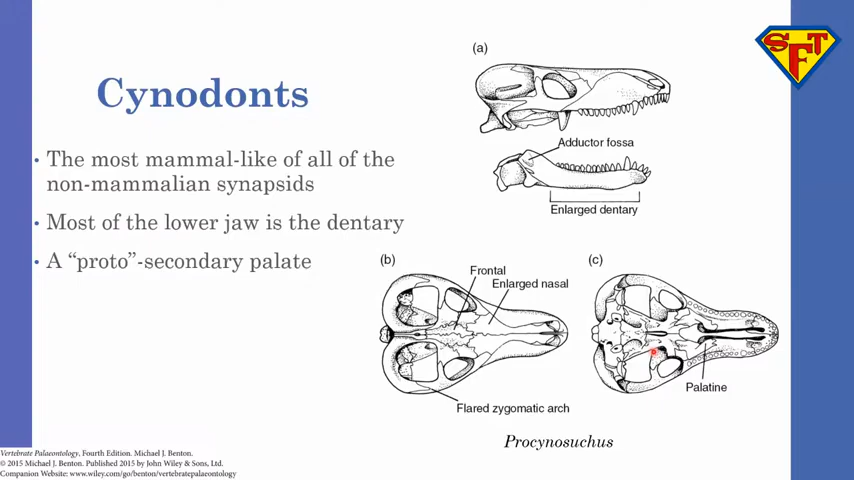 Cynodonts
• The most mammal-like of all of the
non-mammalian synapsids
• Most of the lower jaw is the dentary
• A “proto”-secondary palate
(a)
Adductor fossa
Enlarged dentary
(b)
Frontal
Enlarged nasal
Flared zygomatic arch
(c)
Palatine
Procynosuchus
SFT
Vertebrate Palaeontology, Fourth Edition. Michael J. Benton.
© 2015 Michael J. Benton. Published 2015 by John Wiley & Sons, Ltd.
Companion Website: www.wiley.com/go/benton/vertebratepalaeontology